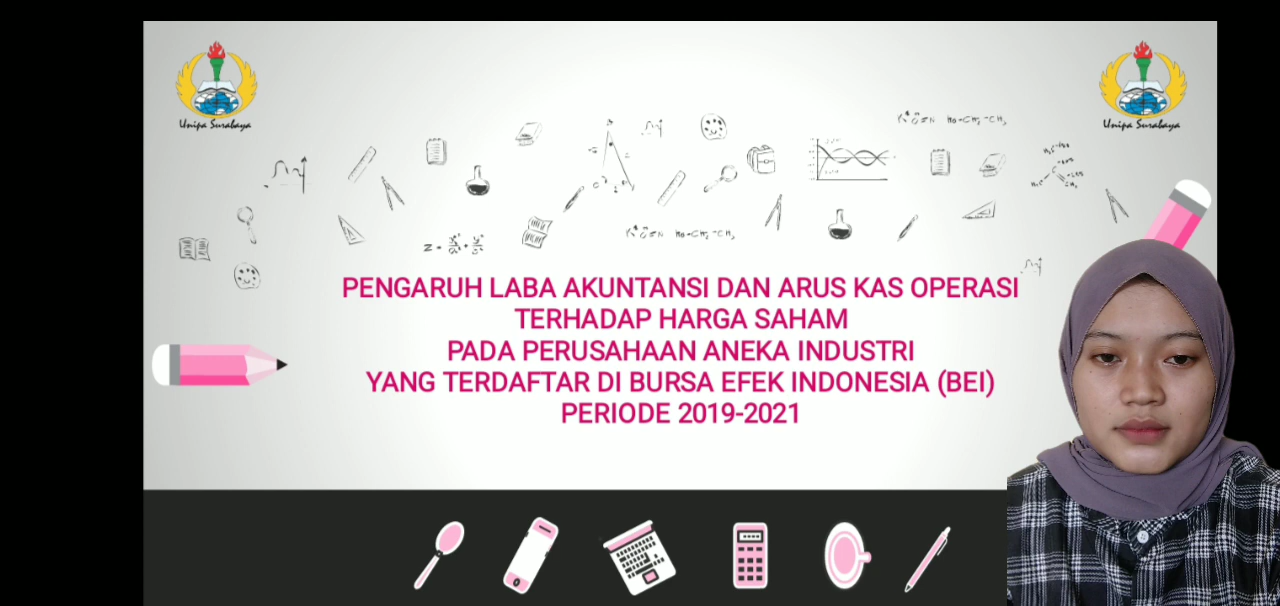 Unipa Surabaya
Unipa Surabaya
PENGARUH LABA AKUNTANSI DAN ARUS KAS OPERASI
TERHADAP HARGA SAHAM
PADA PERUSAHAAN ANEKA INDUSTRI
YANG TERDAFTAR DI BURSA EFEK INDONESIA (BEI)
PERIODE 2019-2021